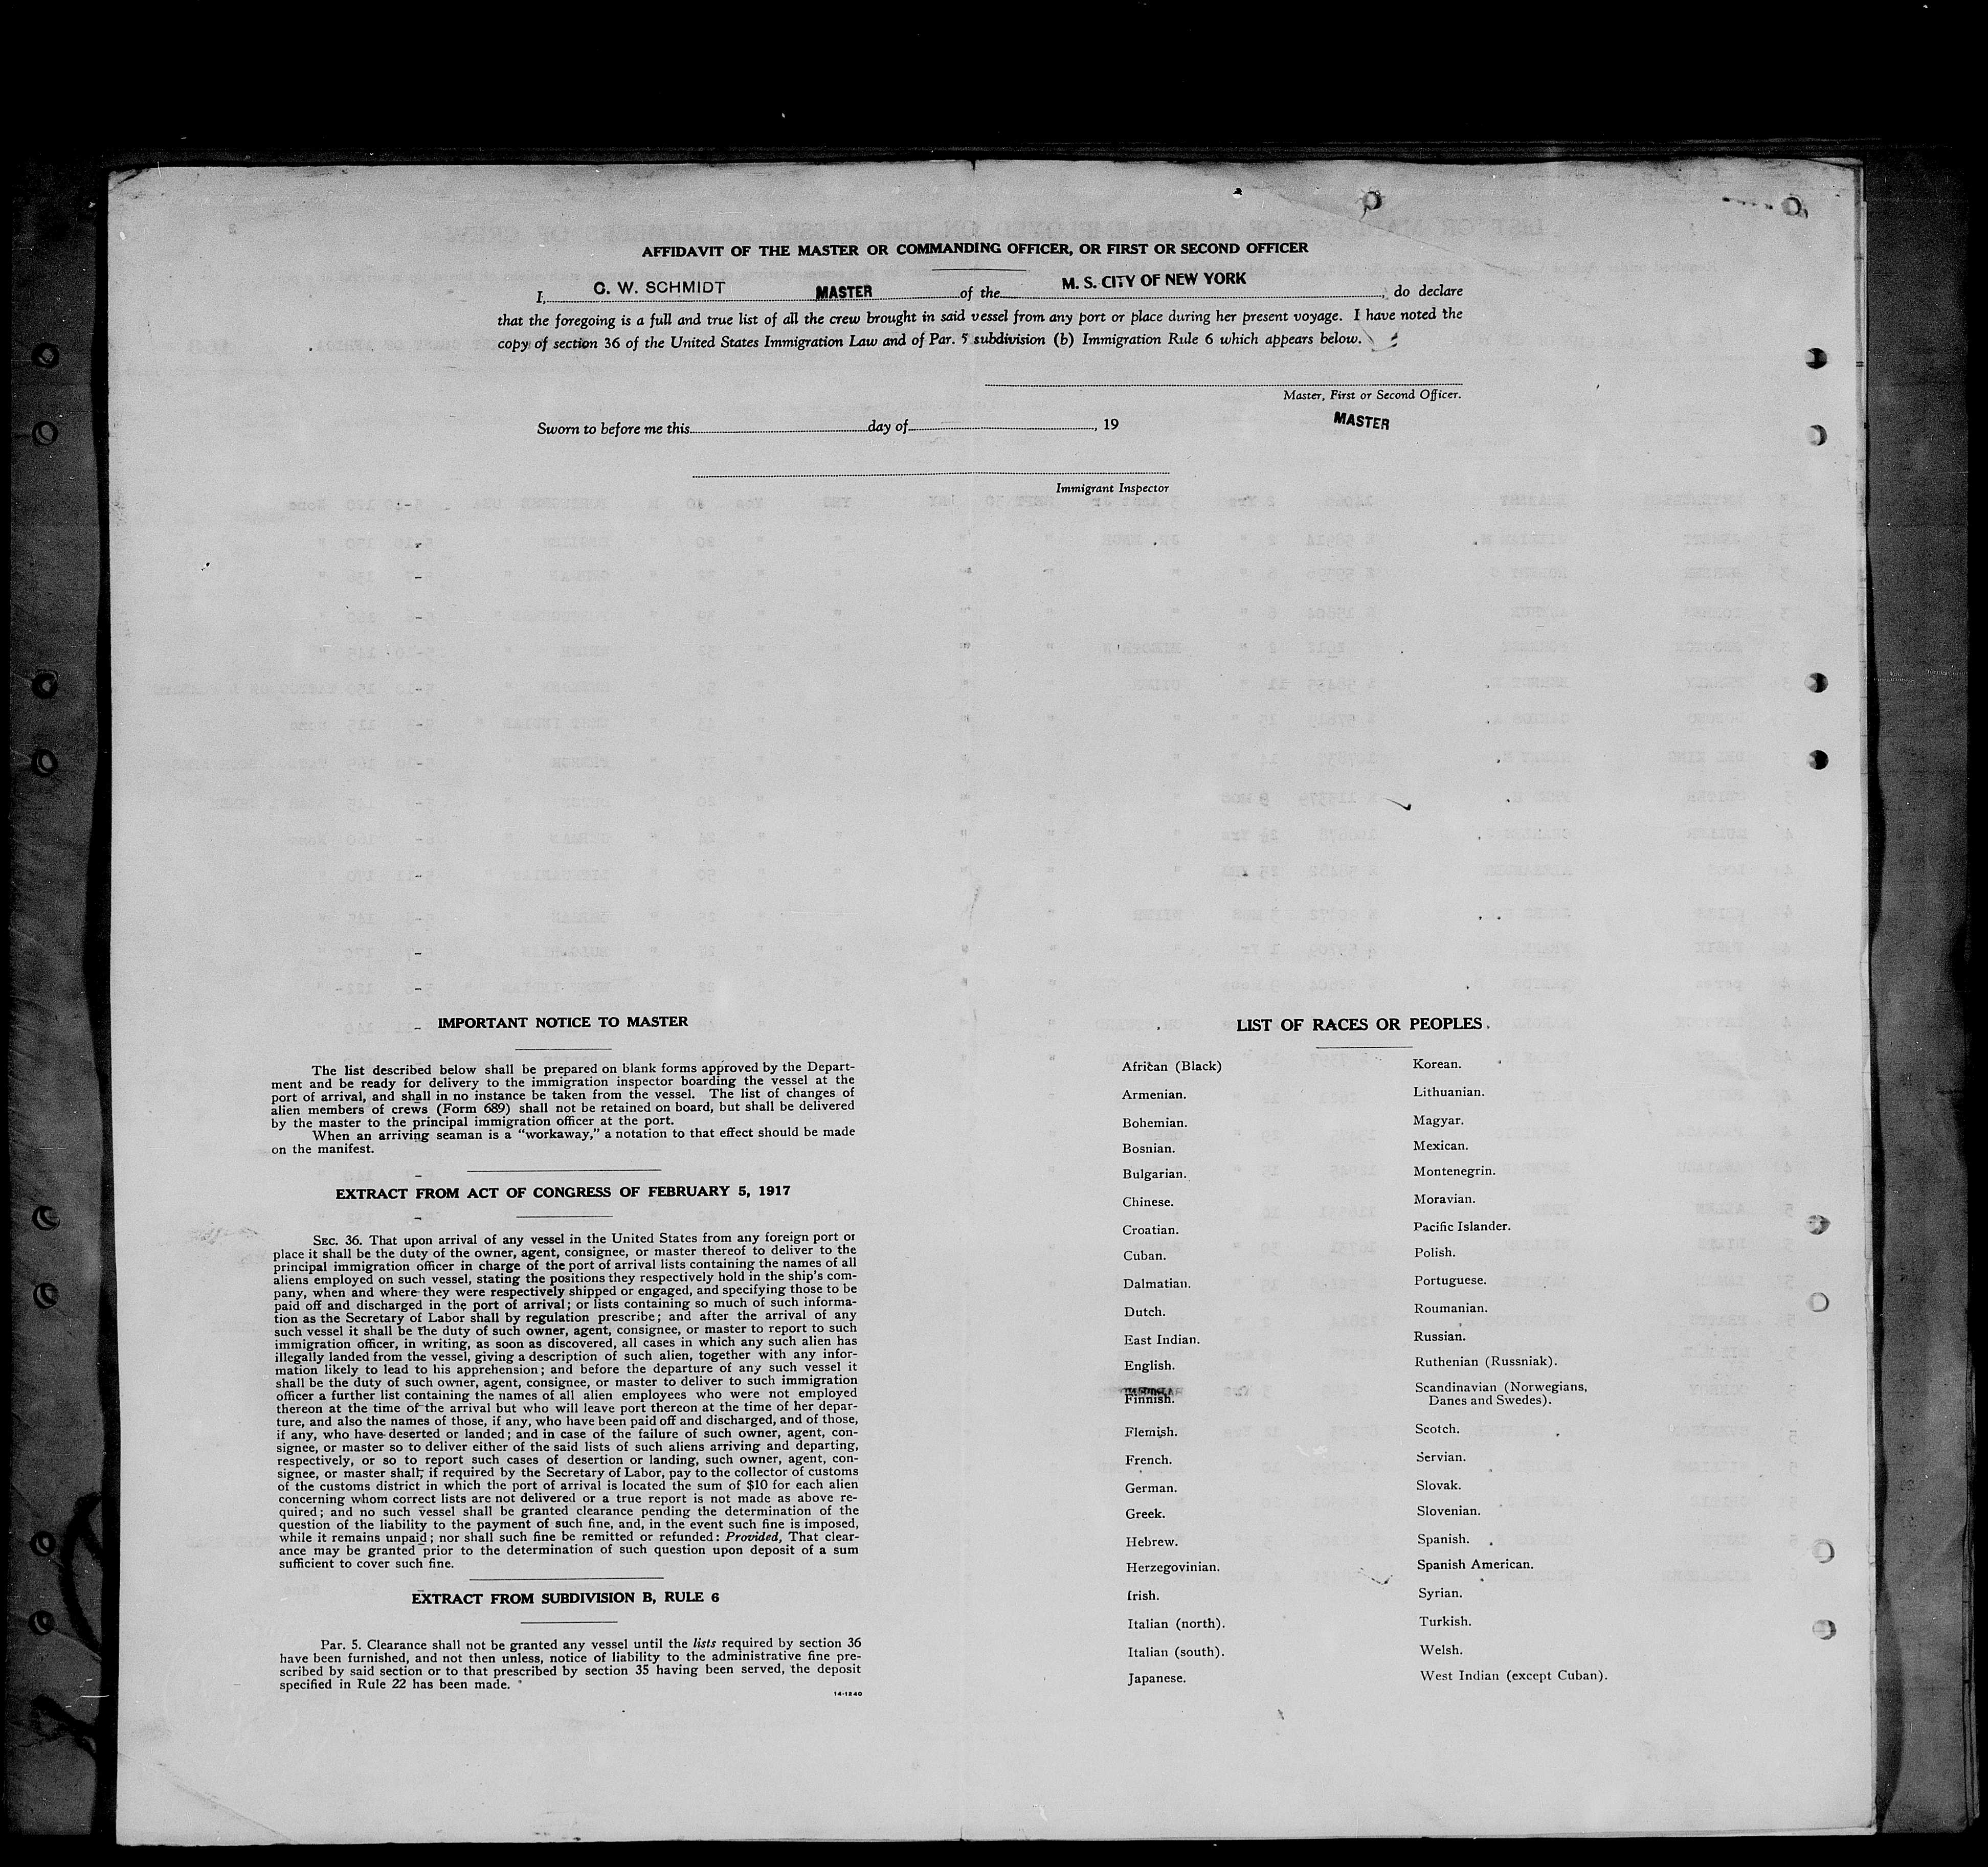 AFFIDAVIT OF THE MASTER OR COMMANDING OFFICER, OR FIRST OR SECOND OFFICER
I, C. W. SCHMIDT MASTER of the M. S. CITY OF NEW YORK, do declare
that the foregoing is a full and true list of all the crew brought in said vessel from any port or place during her present voyage. I have noted the
copy of section 36 of the United States Immigration Law and of Par. 5 subdivision (b) Immigration Rule 6 which appears below.
Master, First or Second Officer.
MASTER
Sworn to before me this day of , 19
Immigrant Inspector
IMPORTANT NOTICE TO MASTER
The list described below shall be prepared on blank forms approved by the Depart-
ment and be ready for delivery to the immigration inspector boarding the vessel at the
port of arrival, and shall in no instance be taken from the vessel. The list of changes of
alien members of crews (Form 689) shall not be retained on board, but shall be delivered
by the master to the principal immigration officer at the port.
When an arriving seaman is a "workaway," a notation to that effect should be made
on the manifest.
EXTRACT FROM ACT OF CONGRESS OF FEBRUARY 5, 1917
SEC. 36. That upon arrival of any vessel in the United States from any foreign port or
place it shall be the duty of the owner, agent, consignee, or master thereof to deliver to the
principal immigration officer in charge of the port of arrival lists containing the names of all
aliens employed on such vessel, stating the positions they respectively hold in the ship's com-
pany, when and where they were respectively shipped or engaged, and specifying those to be
paid off and discharged in the port of arrival; or lists containing so much of such informa-
tion as the Secretary of Labor shall by regulation prescribe; and after the arrival of any
such vessel it shall be the duty of such owner, agent, consignee, or master to report to such
immigration officer, in writing, as soon as discovered, all cases in which any such alien has
illegally landed from the vessel, giving a description of such alien, together with any infor-
mation likely to lead to his apprehension; and before the departure of any such vessel it
shall be the duty of such owner, agent, consignee, or master to deliver to such immigration
officer a further list containing the names of all alien employees who were not employed
thereon at the time of the arrival but who will leave port thereon at the time of her depar-
ture, and also the names of those, if any, who have been paid off and discharged, and of those,
if any, who have deserted or landed; and in case of the failure of such owner, agent, con-
signee, or master so to deliver either of the said lists of such aliens arriving and departing,
respectively, or so to report such cases of desertion or landing, such owner, agent, con-
signee, or master shall, if required by the Secretary of Labor, pay to the collector of customs
of the customs district in which the port of arrival is located the sum of $10 for each alien
concerning whom correct lists are not delivered or a true report is not made as above re-
quired; and no such vessel shall be granted clearance pending the determination of the
question of the liability to the payment of such fine, and, in the event such fine is imposed,
while it remains unpaid; nor shall such fine be remitted or refunded: Provided, That clear-
ance may be granted prior to the determination of such question upon deposit of a sum
sufficient to cover such fine.
EXTRACT FROM SUBDIVISION B, RULE 6
Par. 5. Clearance shall not be granted any vessel until the lists required by section 36
have been furnished, and not then unless, notice of liability to the administrative fine pre-
scribed by said section or to that prescribed by section 35 having been served, the deposit
specified in Rule 22 has been made.
14-1240
LIST OF RACES OR PEOPLES.
African (Black)
Armenian.
Bohemian.
Bosnian.
Bulgarian.
Chinese.
Croatian.
Cuban.
Dalmatian.
Dutch.
East Indian.
English.
Finnish.
Flemish.
French.
German.
Greek.
Hebrew.
Herzegovinian.
Irish.
Italian (north).
Italian (south).
Japanese.
Korean.
Lithuanian.
Magyar.
Mexican.
Montenegrin.
Moravian.
Pacific Islander.
Polish.
Portuguese.
Roumanian.
Russian.
Ruthenian (Russniak).
Scandinavian (Norwegians,
Danes and Swedes).
Scotch.
Servian.
Slovak.
Slovenian.
Spanish.
Spanish American.
Syrian.
Turkish.
Welsh.
West Indian (except Cuban).